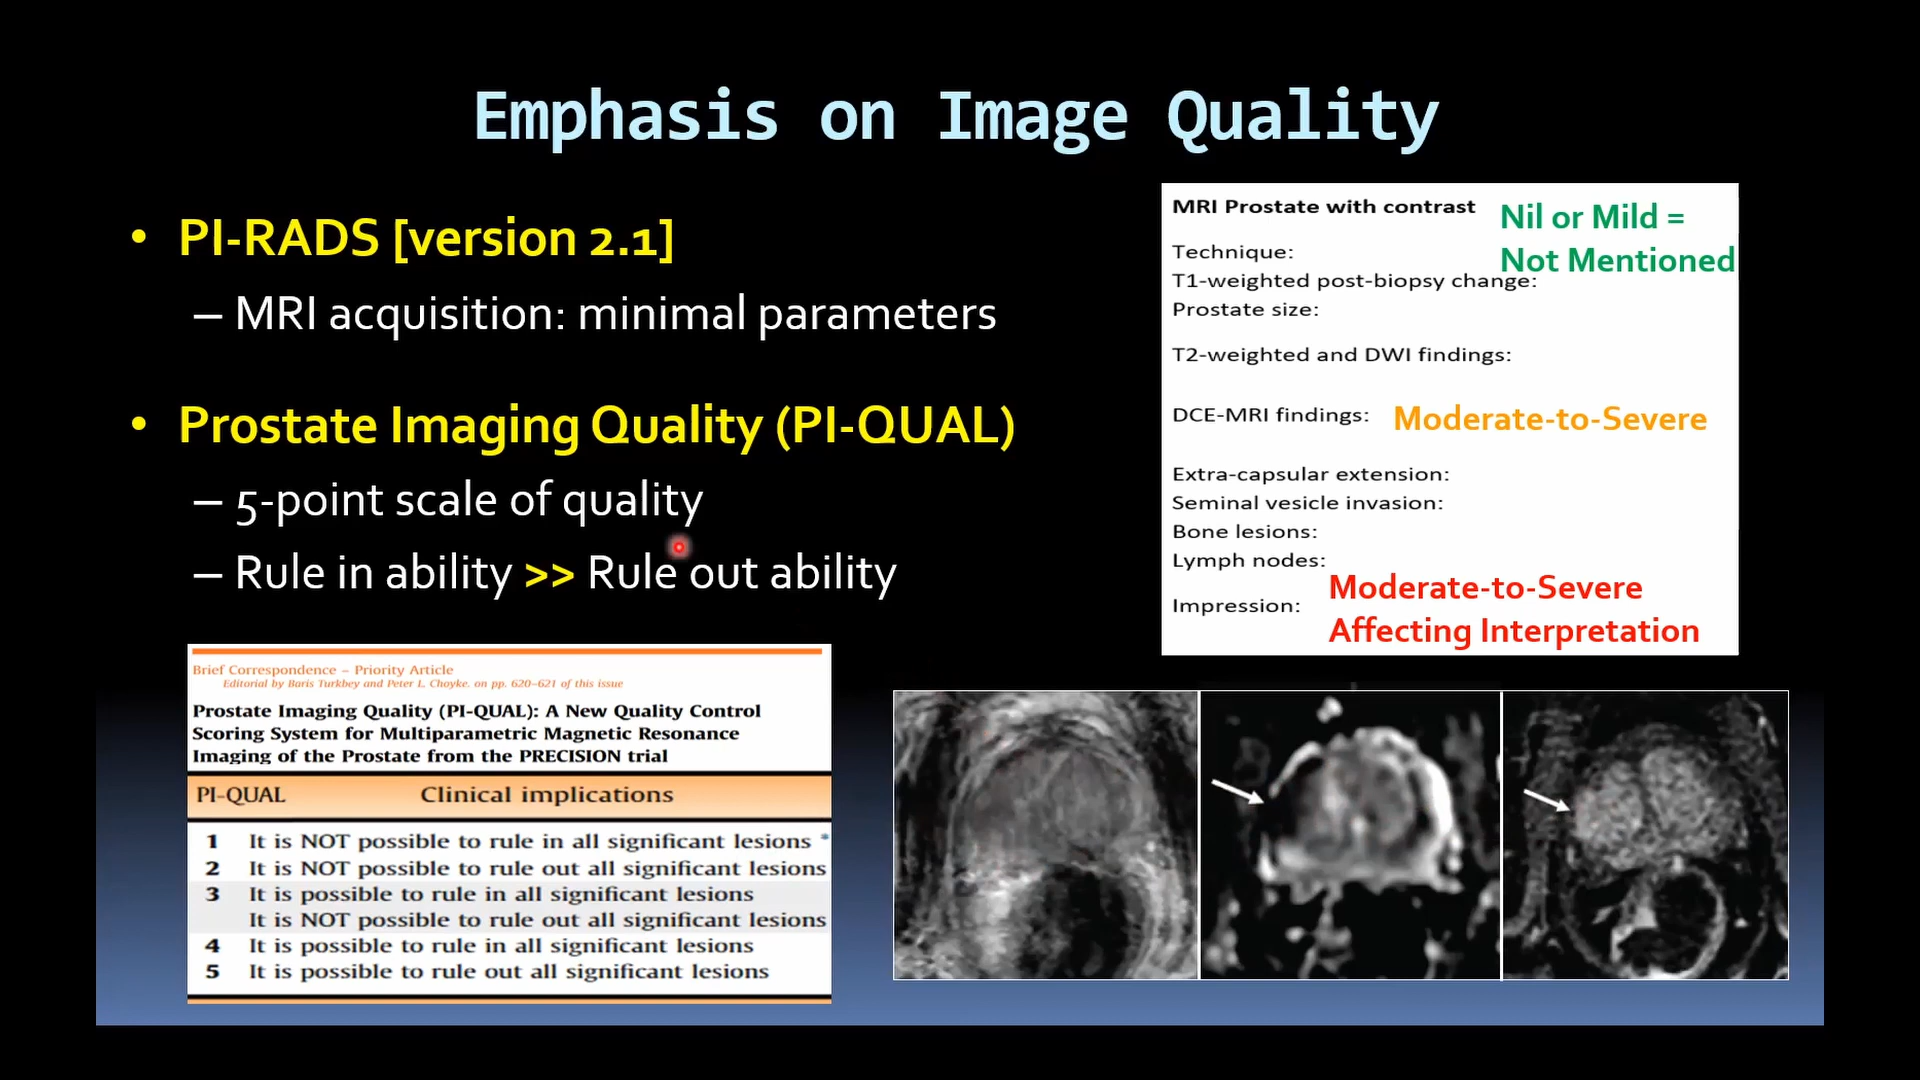 Emphasis on Image Quality
• PI-RADS [version 2.1]
– MRI acquisition: minimal parameters
• Prostate Imaging Quality (PI-QUAL)
– 5-point scale of quality
– Rule in ability >> Rule out ability
MRI Prostate with contrast
Nil or Mild =
Not Mentioned
Technique:
T1-weighted post-biopsy change:
Prostate size:
T2-weighted and DWI findings:
DCE-MRI findings: Moderate-to-Severe
Extra-capsular extension:
Seminal vesicle invasion:
Bone lesions:
Lymph nodes:
Impression: Moderate-to-Severe
Affecting Interpretation
Brief Correspondence – Priority Article
Editorial by Baris Turkbey and Peter L. Choyke, on pp. 620–621 of this issue
Prostate Imaging Quality (PI-QUAL): A New Quality Control
Scoring System for Multiparametric Magnetic Resonance
Imaging of the Prostate from the PRECISION trial
PI-QUAL Clinical implications
1 It is NOT possible to rule in all significant lesions *
2 It is NOT possible to rule out all significant lesions
3 It is possible to rule in all significant lesions
It is NOT possible to rule out all significant lesions
4 It is possible to rule in all significant lesions
5 It is possible to rule out all significant lesions